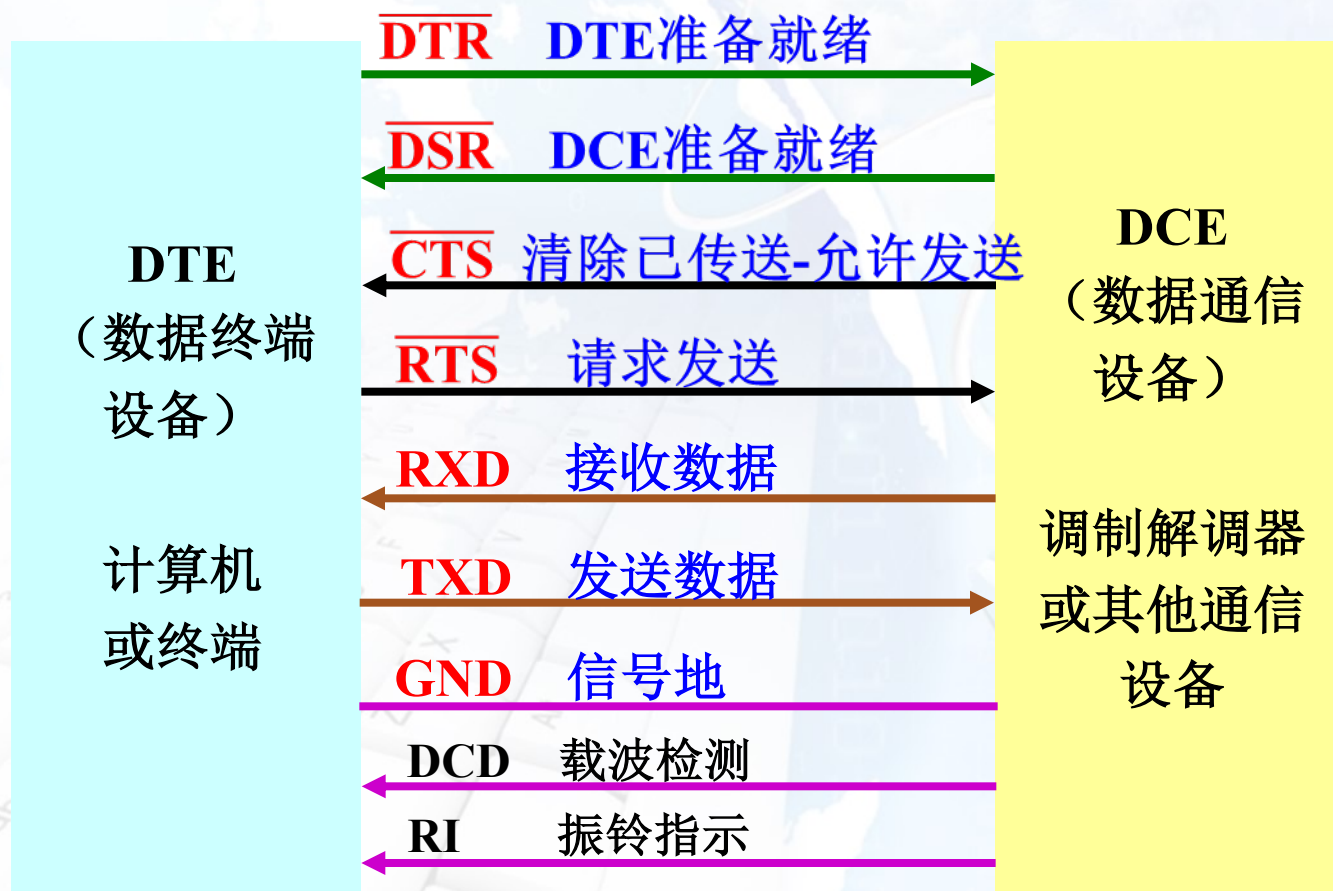 DTR DTE准备就绪
DSR DCE准备就绪
CTS 清除已传送-允许发送
RTS 请求发送
RXD 接收数据
TXD 发送数据
GND 信号地
DCD 载波检测
RI 振铃指示
DTE
（数据终端
设备）
计算机
或终端
DCE
（数据通信
设备）
调制解调器
或其他通信
设备